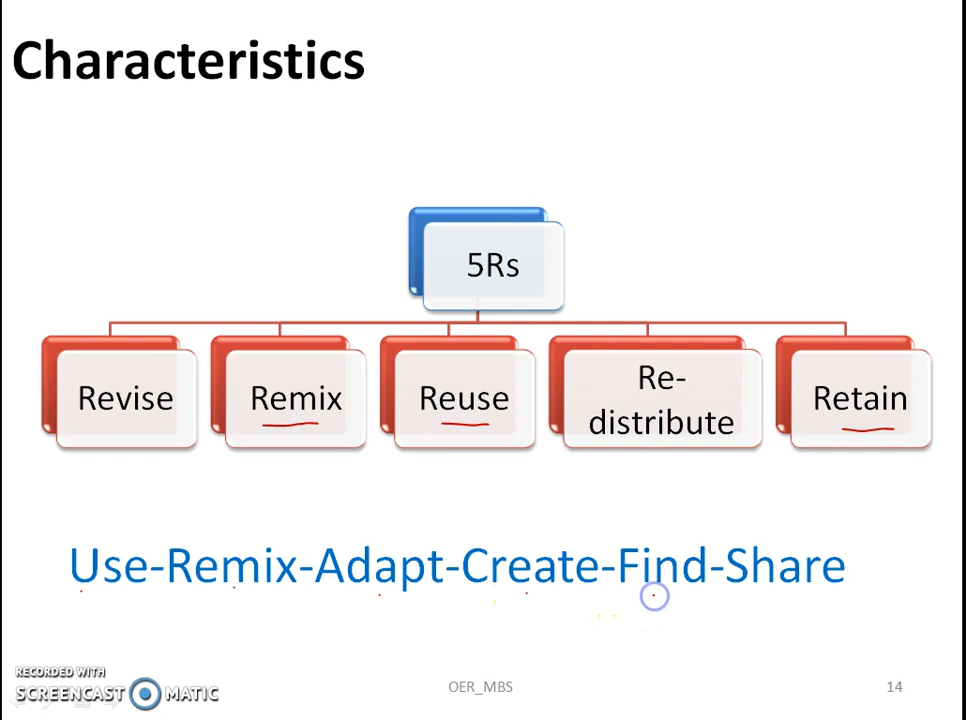 Characteristics
5Rs
Revise
Remix
Reuse
Re-
distribute
Retain
Use-Remix-Adapt-Create-Find-Share
RECORDED WITH
SCREENCAST MATIC
OER_MBS
14